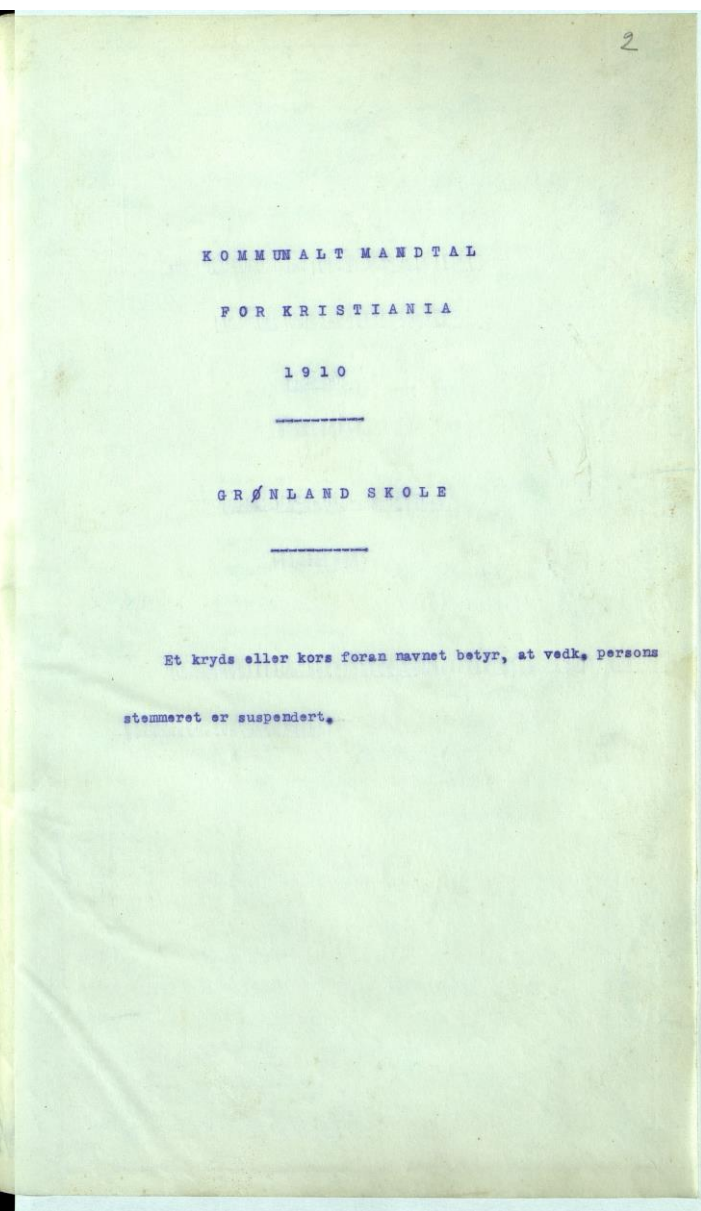 2
KOMMUNALT MANDTAL
FOR KRISTIANIA
1910
GRØNLAND SKOLE
Et kryds eller kors foran navnet betyr, at vedk. persons
stemmeret er suspendert.